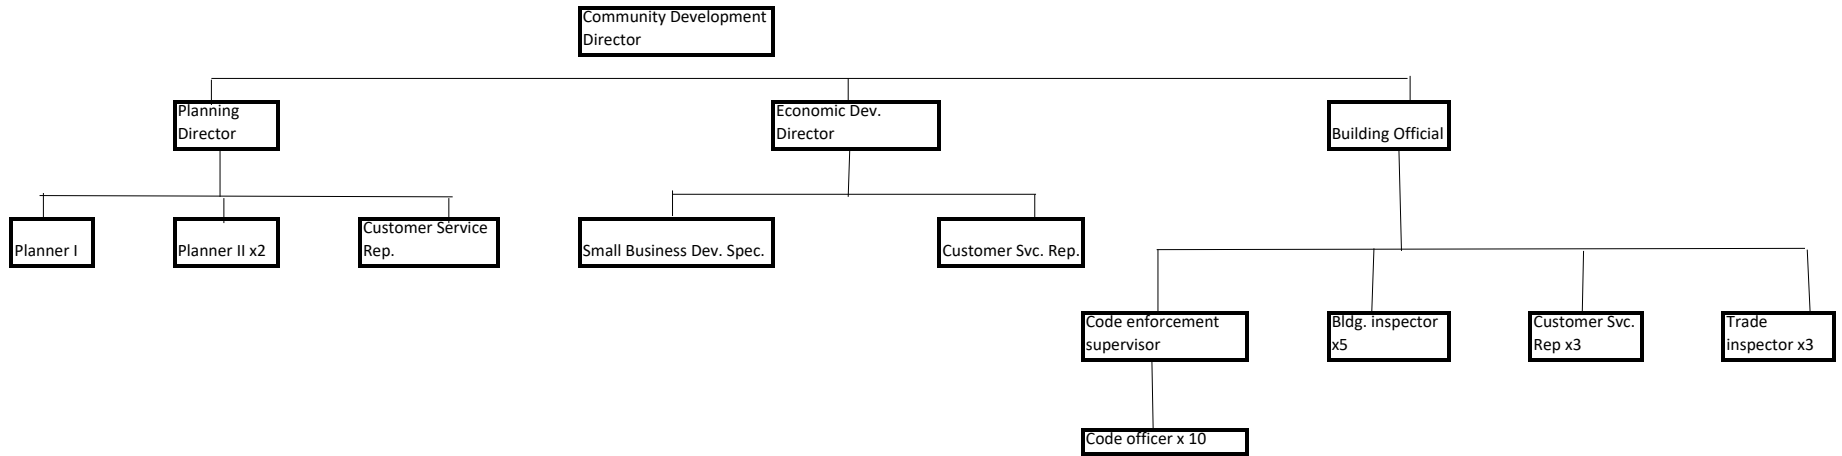 Community Development
Director
Planning
Director
Economic Dev.
Director
Building Official
Planner I
Planner II x2
Customer Service
Rep.
Small Business Dev. Spec.
Customer Svc. Rep.
Code enforcement
supervisor
Bldg. inspector
x5
Customer Svc.
Rep x3
Trade
inspector x3
Code officer x 10